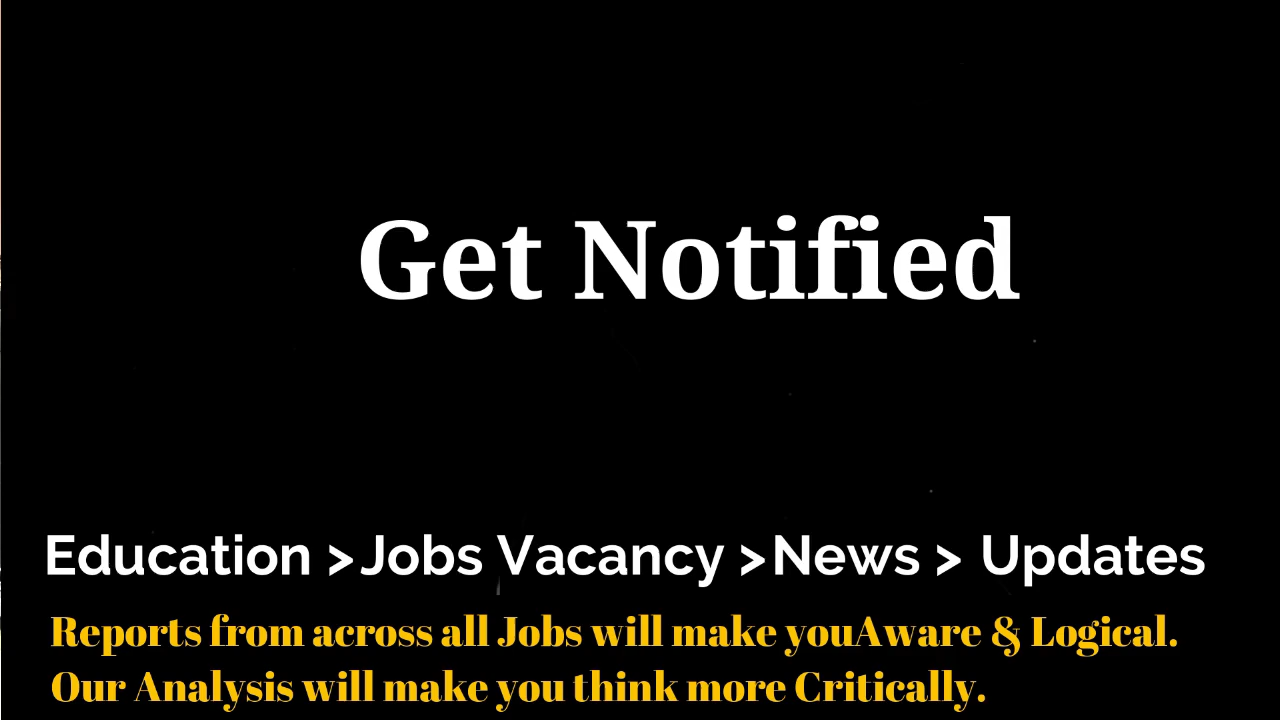 Get Notified
Education >Jobs Vacancy >News > Updates
Reports from across all Jobs will make youAware & Logical.
Our Analysis will make you think more Critically.